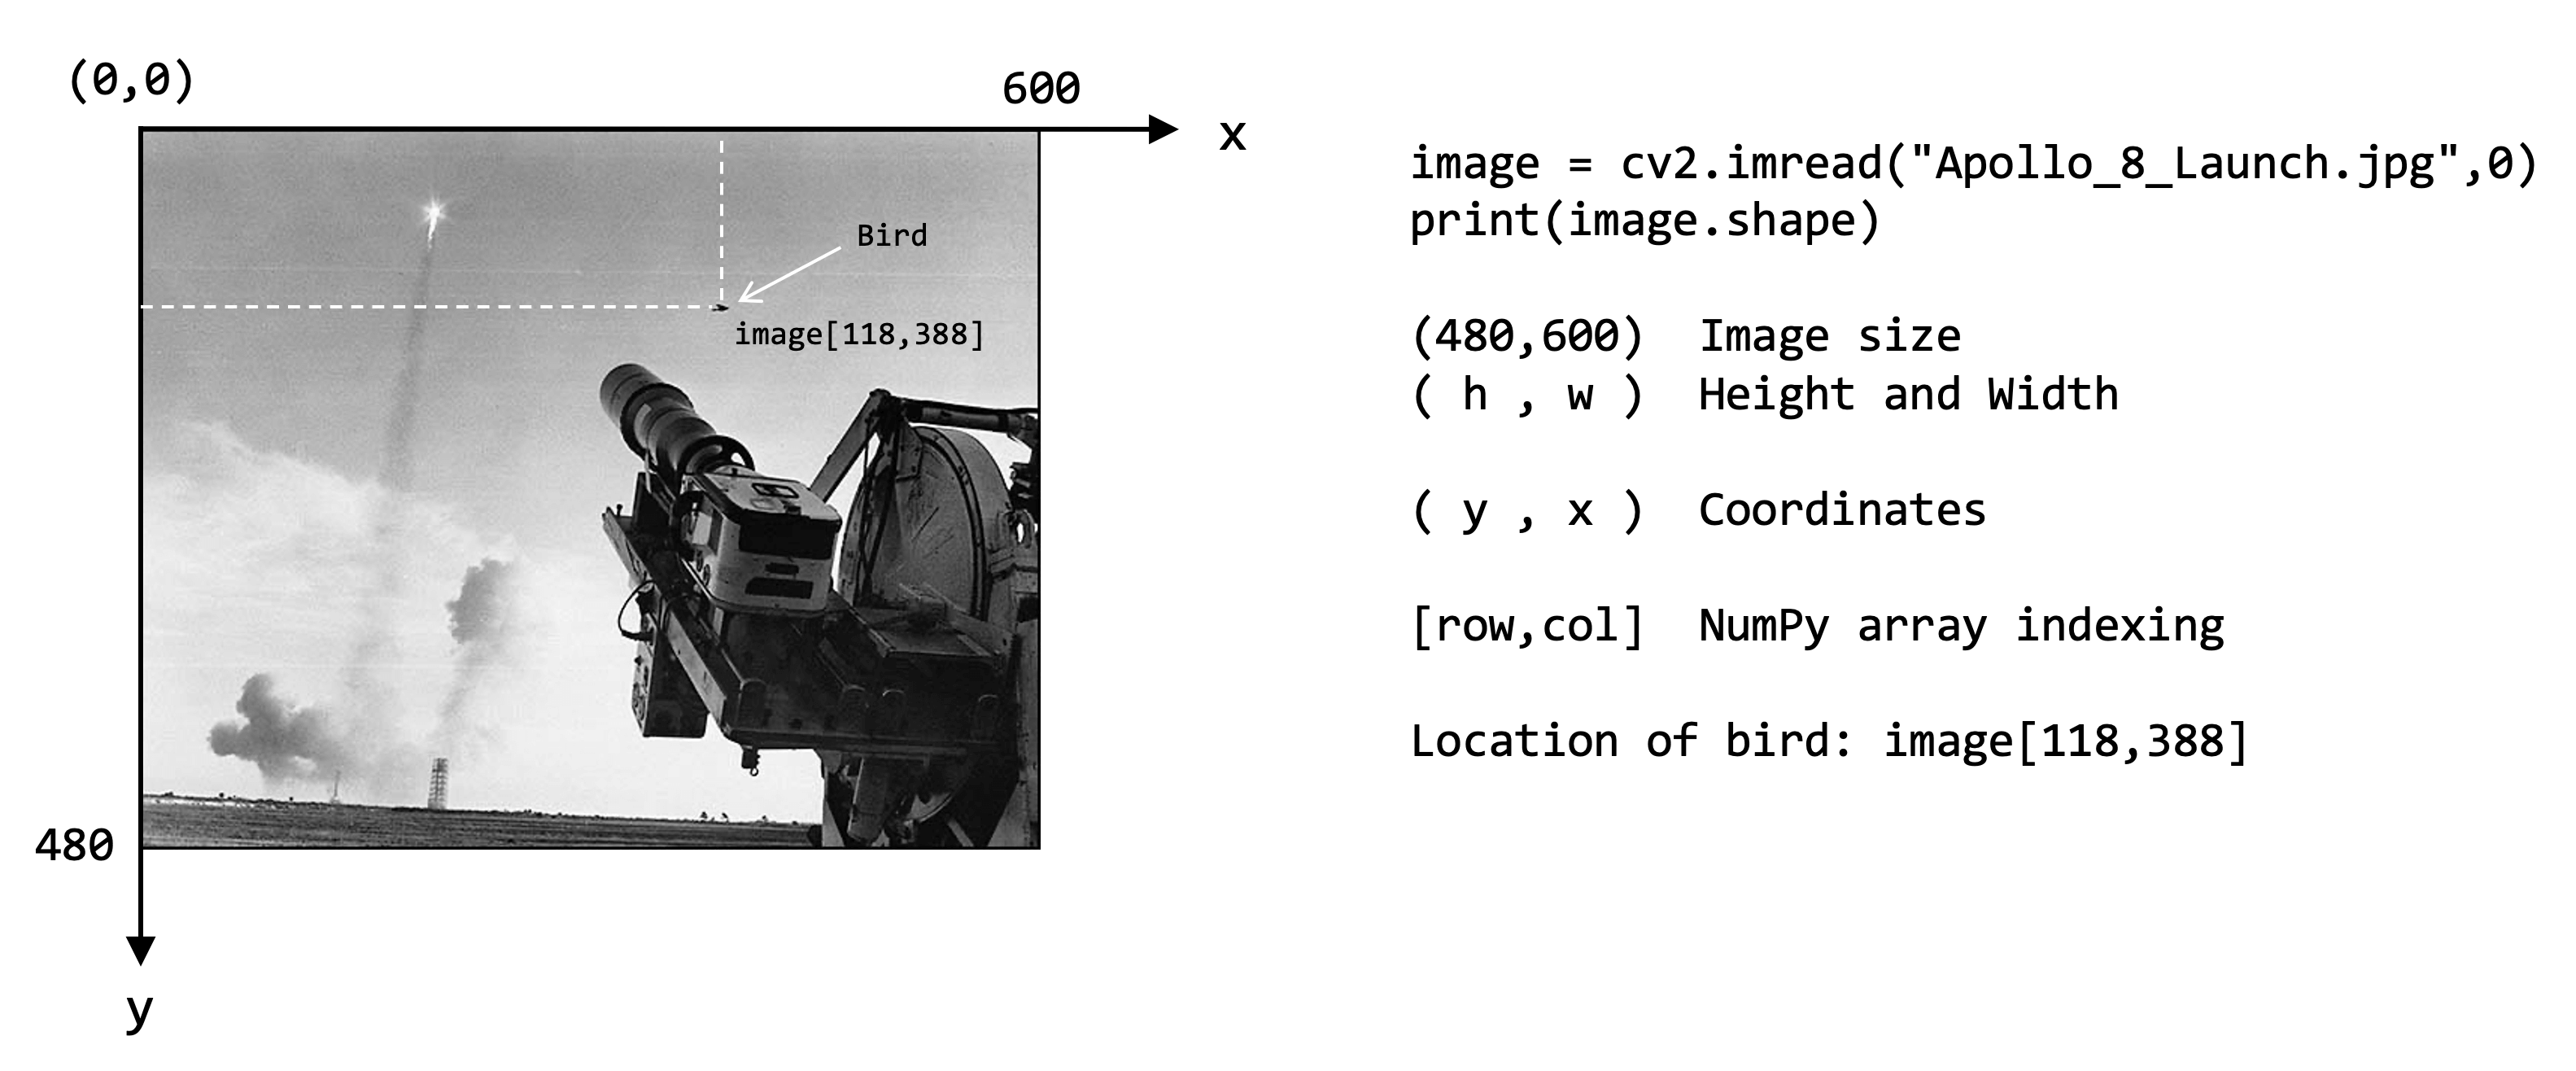 (0,0)
600
x
Bird
image[118,388]
480
y
image = cv2.imread("Apollo_8_Launch.jpg",0)
print(image.shape)
(480,600) Image size
( h , w ) Height and Width
( y , x ) Coordinates
[row,col] NumPy array indexing
Location of bird: image[118,388]